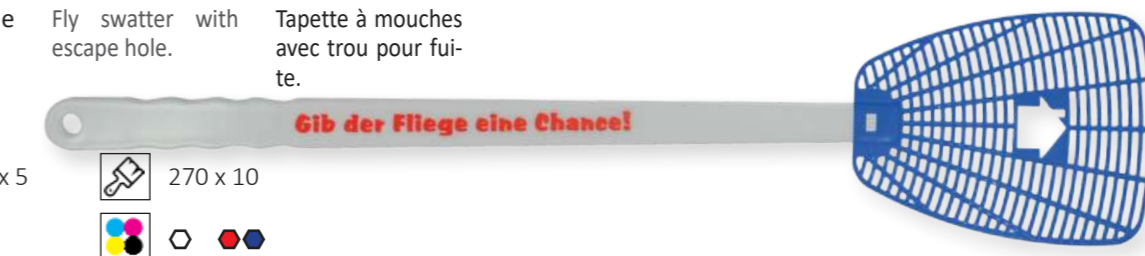 e
Fly swatter with
escape hole.
Tapette à mouches
avec trou pour fui-
te.
Gib der Fliege eine Chance!
x 5
270 x 10